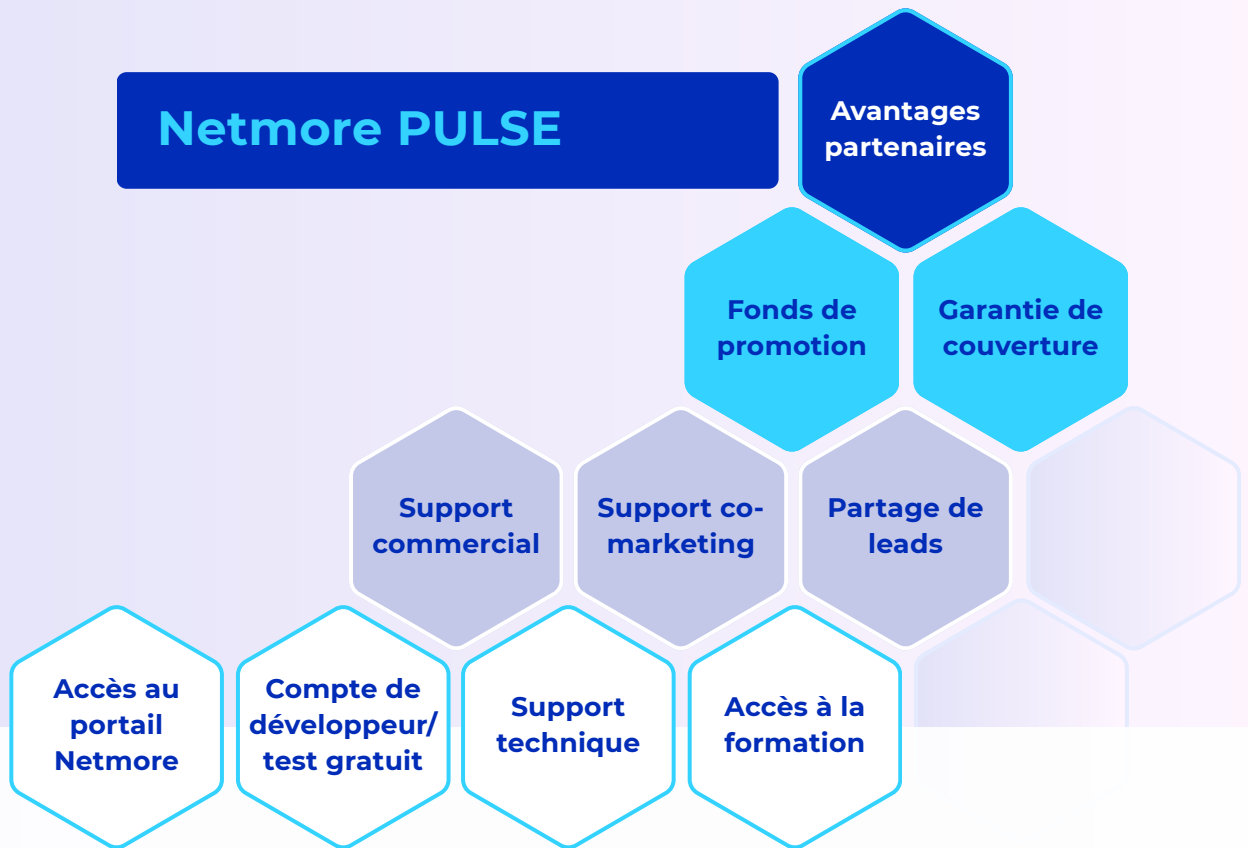 Netmore PULSE
Avantages
partenaires
Fonds de
promotion
Garantie de
couverture
Support
commercial
Support co-
marketing
Partage de
leads
Accès au
portail
Netmore
Compte de
développeur/
test gratuit
Support
technique
Accès à la
formation